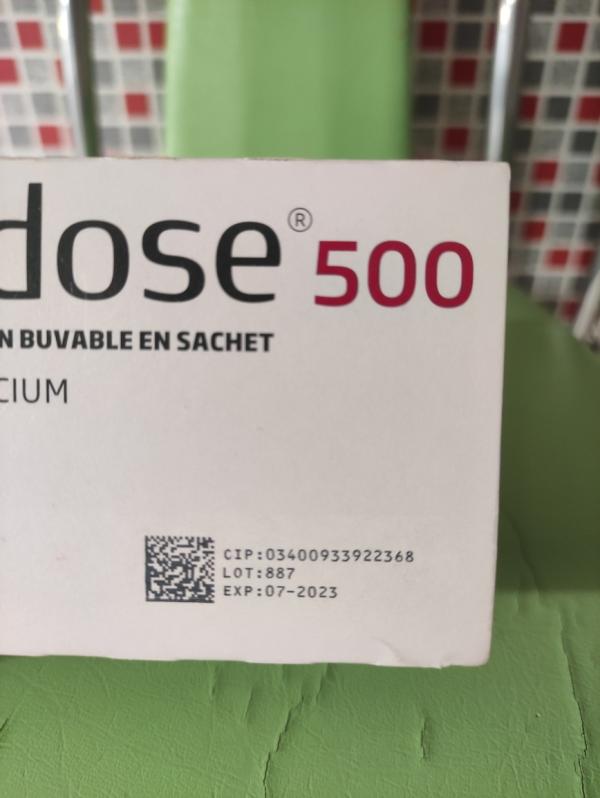 dose® 500
N BUVABLE EN SACHET
CIUM
CIP:03400933922368
LOT:887
EXP:07-2023